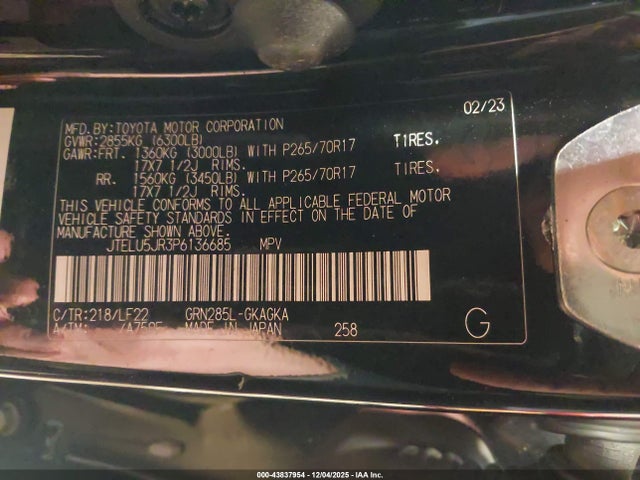 02/23
MFD. BY: TOYOTA MOTOR CORPORATION
GVWR: 2855KG (6300LB)
GAWR: FRT. 1360KG (3000LB) WITH P265/70R17 TIRES,
17X7 1/2J RIMS.
RR. 1560KG (3450LB) WITH P265/70R17 TIRES,
17X7 1/2J RIMS.
THIS VEHICLE CONFORMS TO ALL APPLICABLE FEDERAL MOTOR
VEHICLE SAFETY STANDARDS IN EFFECT ON THE DATE OF
MANUFACTURE SHOWN ABOVE.
JTELU5JR3P6136685 MPV
C/TR: 218/LF22 GRN285L-GKAGKA
A/TM: MADE IN JAPAN 258 G
000-43837954 | 12/04/2025 | IAA Inc.